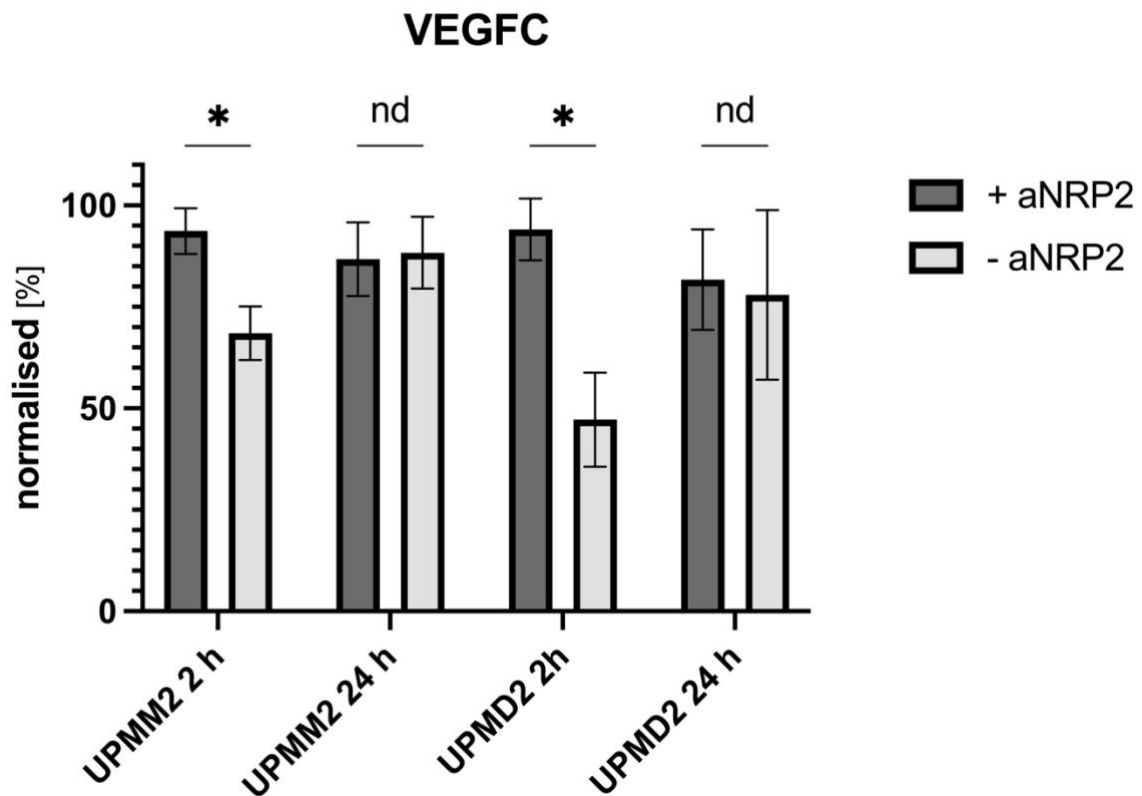 VEGFC
* nd * nd
100
50
0
normalised [%]
UPMM2 2 h
UPMM2 24 h
UPMD2 2h
UPMD2 24 h
+ aNRP2
- aNRP2